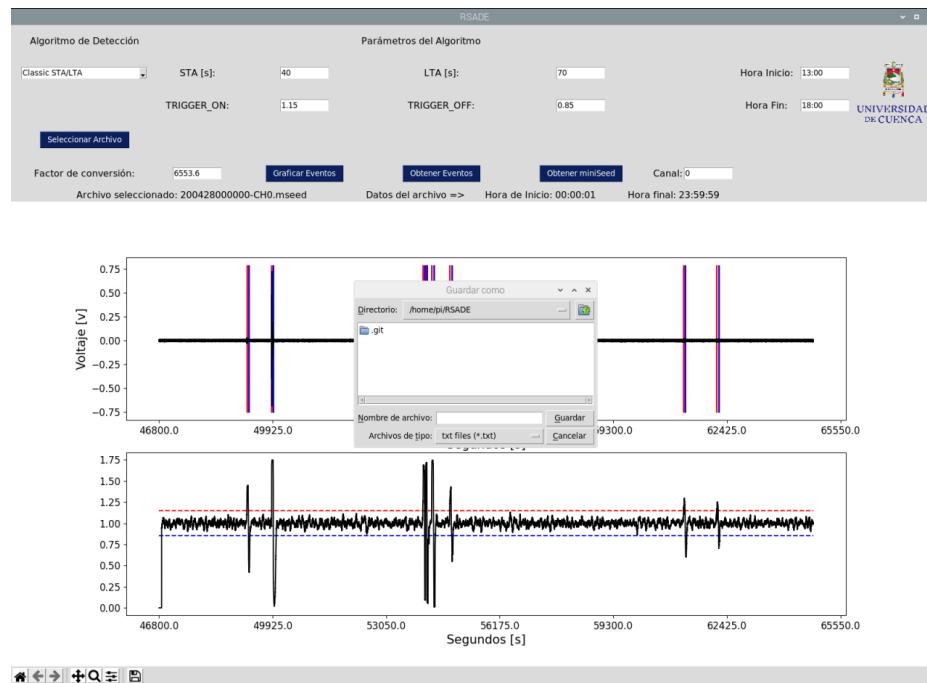 RSADE
Algoritmo de Detección
Parámetros del Algoritmo
Classic STA/LTA
STA [s]:
40
LTA [s]:
70
Hora Inicio:
13:00
TRIGGER_ON:
1.15
TRIGGER_OFF:
0.85
Hora Fin:
18:00
UNIVERSIDAD
DE CUENCA
Seleccionar Archivo
Factor de conversión:
6553.6
Graficar Eventos
Obtener Eventos
Obtener miniSeed
Canal:
0
Archivo seleccionado: 200428000000-CH0.mseed
Datos del archivo =>
Hora de Inicio: 00:00:01
Hora final: 23:59:59
Voltaje [v]
0.75
0.50
0.25
0.00
−0.25
−0.50
−0.75
46800.0
49925.0
59300.0
62425.0
65550.0
Guardar como
Directorio:
/home/pi/RSADE
.git
Nombre de archivo:
Guardar
Archivos de tipo:
txt files (*.txt)
Cancelar
1.75
1.50
1.25
1.00
0.75
0.50
0.25
0.00
46800.0
49925.0
53050.0
56175.0
59300.0
62425.0
65550.0
Segundos [s]